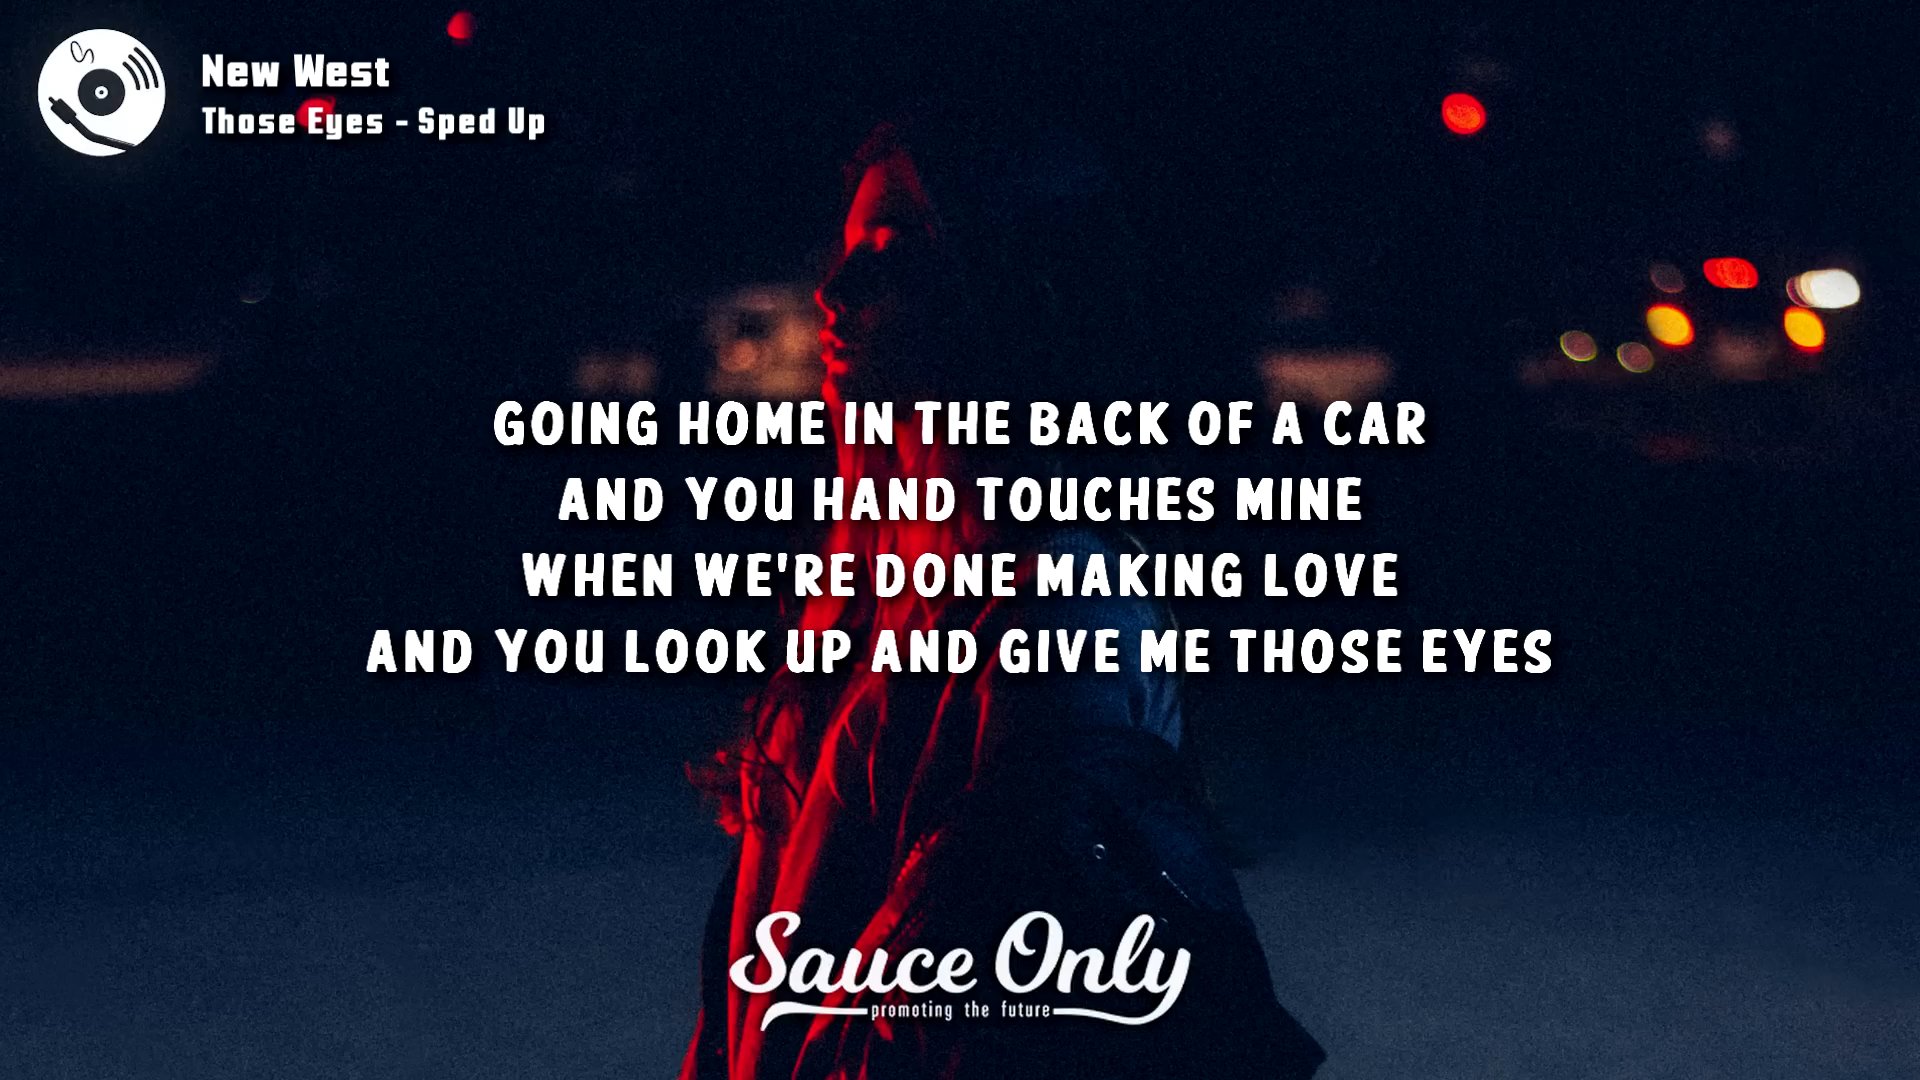 New West
Those Eyes - Sped Up
GOING HOME IN THE BACK OF A CAR
AND YOU HAND TOUCHES MINE
WHEN WE'RE DONE MAKING LOVE
AND YOU LOOK UP AND GIVE ME THOSE EYES
Sauce Only
promoting the future